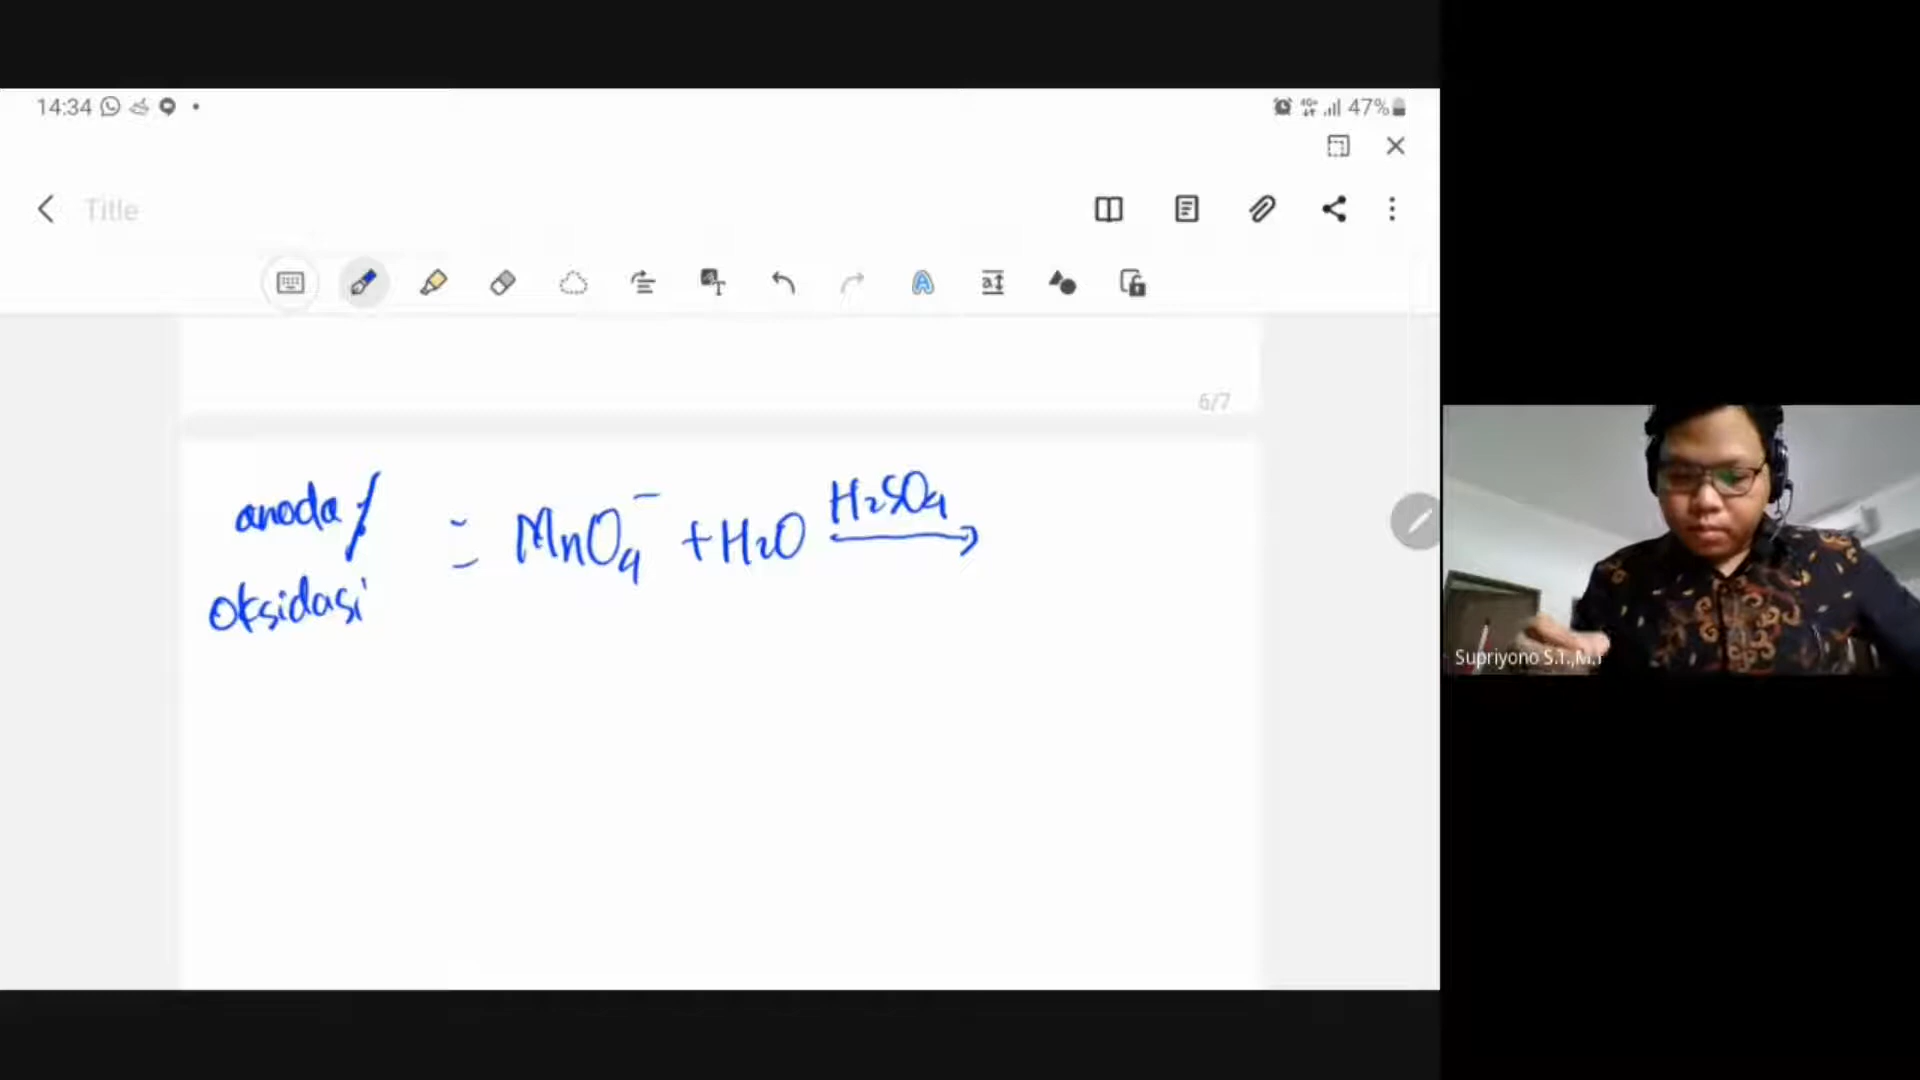 14:34
47%
Title
6/7
anoda /
= MnO₄⁻ + H₂O H₂SO₄ →
oksidasi
Supriyono S.T.,M.T